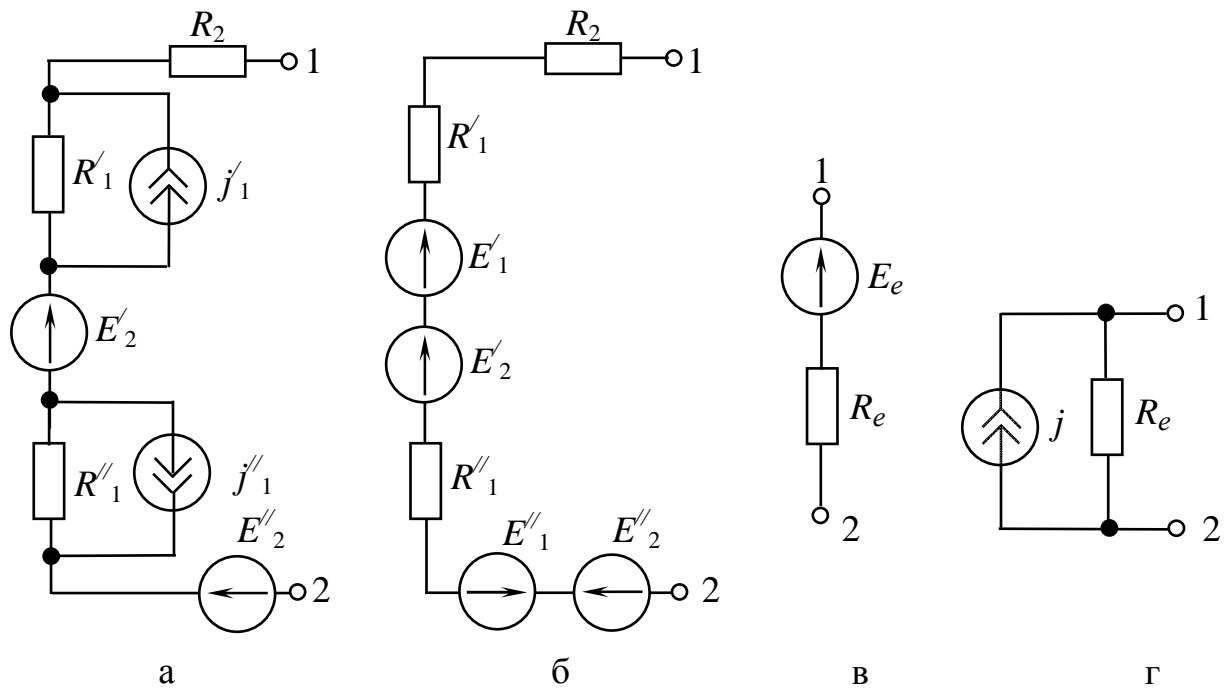 R₂
1
R′₁
j′₁
E′₂
R″₁
j″₁
E″₂
2
а
R₂
1
R′₁
E′₁
E′₂
R″₁
E″₁
E″₂
2
б
1
Eₑ
Rₑ
2
в
1
j
Rₑ
2
г